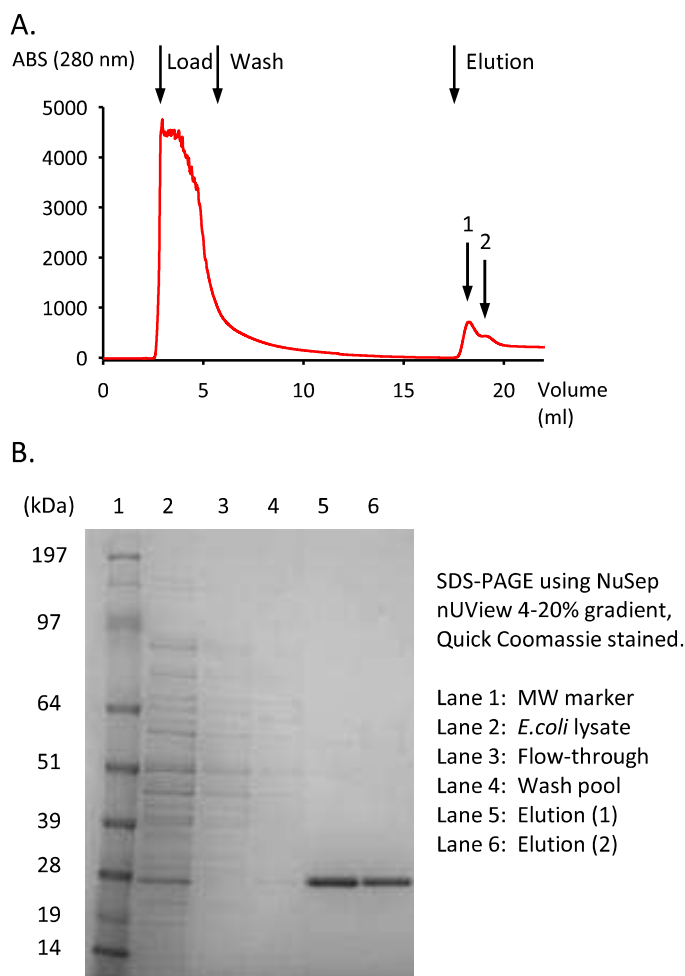 A.
ABS (280 nm) Load Wash Elution
5000
4000
3000
2000
1000
0
1
2
0 5 10 15 20 Volume
(ml)
B.
(kDa) 1 2 3 4 5 6
197
97
64
51
39
28
19
14
SDS-PAGE using NuSep
nUView 4-20% gradient,
Quick Coomassie stained.
Lane 1: MW marker
Lane 2: E.coli lysate
Lane 3: Flow-through
Lane 4: Wash pool
Lane 5: Elution (1)
Lane 6: Elution (2)